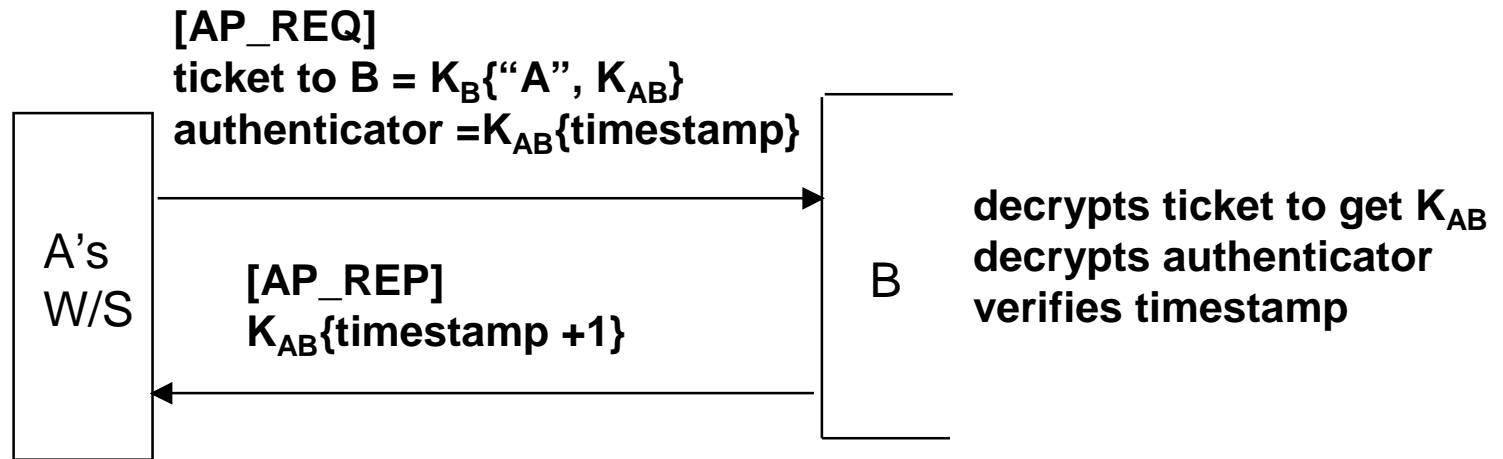 [AP_REQ]
ticket to B = K_B{“A”, K_AB}
authenticator =K_AB{timestamp}
A’s
W/S
[AP_REP]
K_AB{timestamp +1}
B
decrypts ticket to get K_AB
decrypts authenticator
verifies timestamp